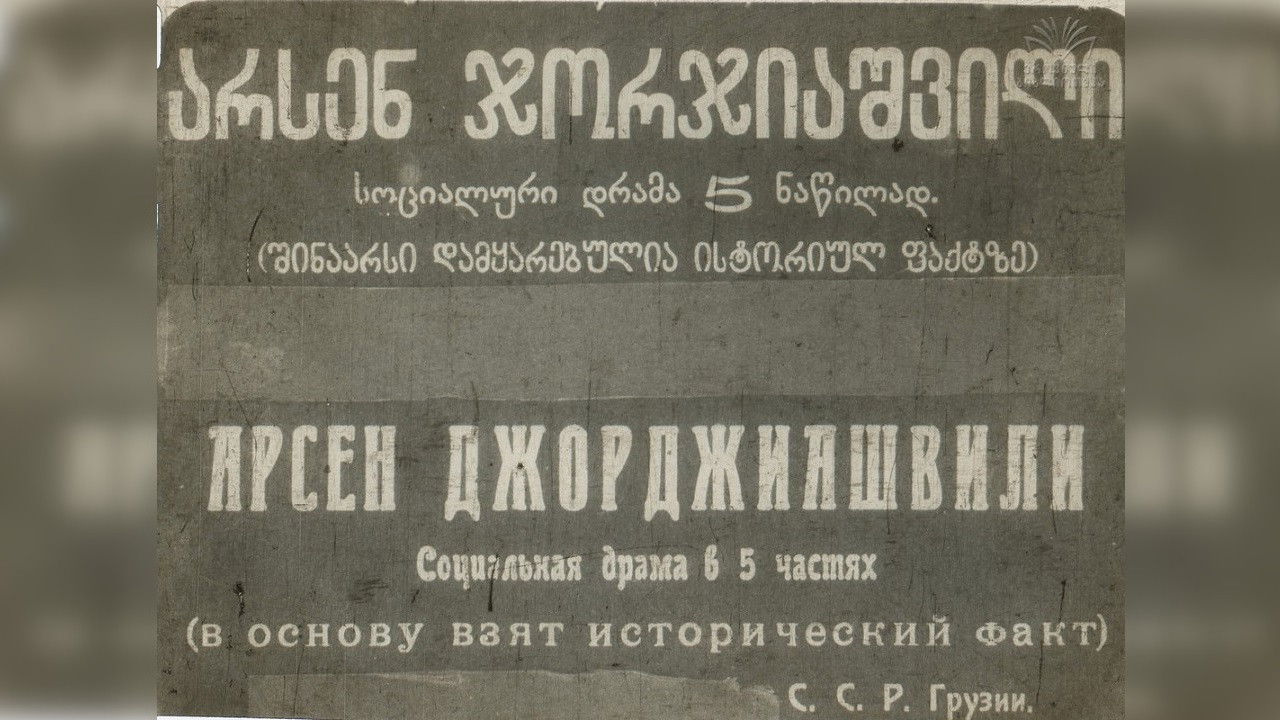 არსენ ჯორჯიაშვილი
სოციალური დრამა 5 ნაწილად.
(შინაარსი დამყარებულია ისტორიულ ფაქტზე)
АРСЕН ДЖОРДЖИАШВИЛИ
Социальная драма в 5 частях
(в основу взят исторический факт)
С. С. Р. Грузии.